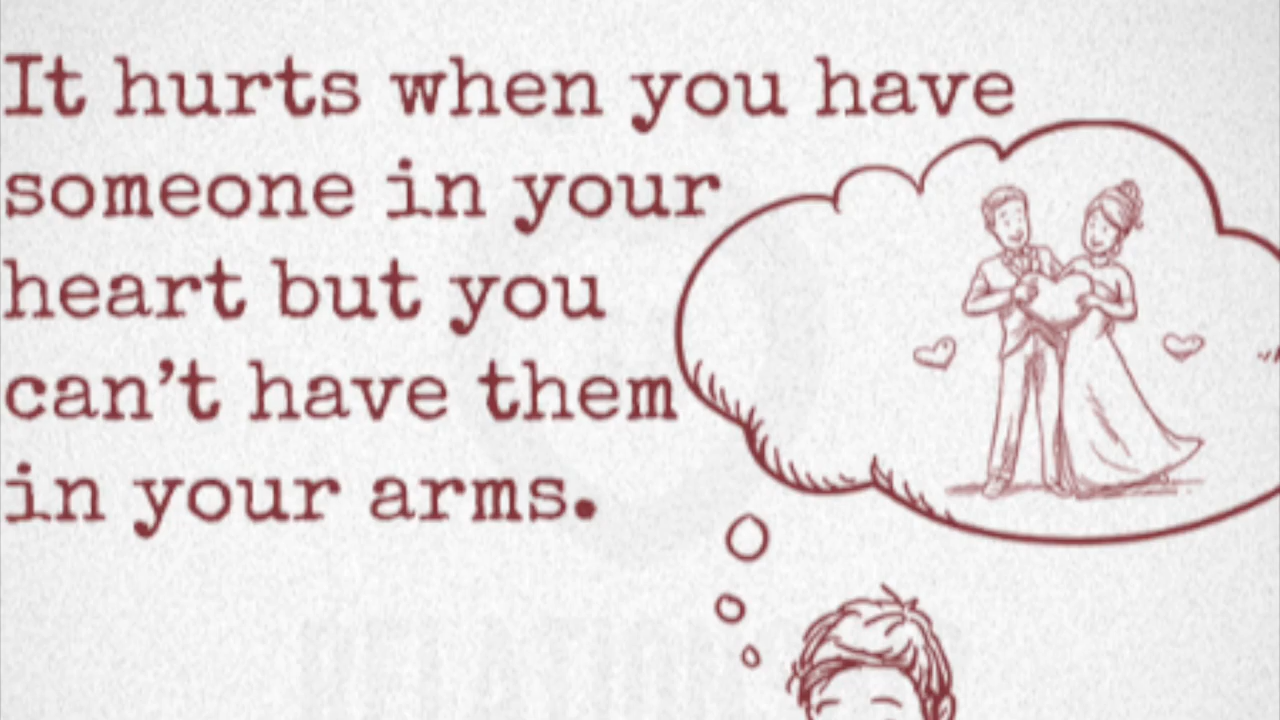 It hurts when you have
someone in your
heart but you
can’t have them
in your arms.